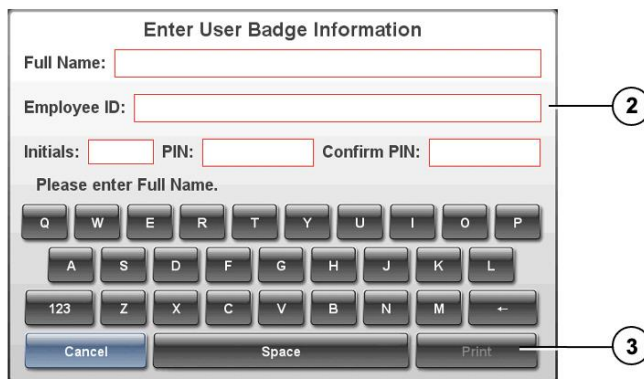 Enter User Badge Information
Full Name:
Employee ID:
2
Initials: PIN: Confirm PIN:
Please enter Full Name.
Q W E R T Y U I O P
A S D F G H J K L
123 Z X C V B N M ←
Cancel Space Print
3